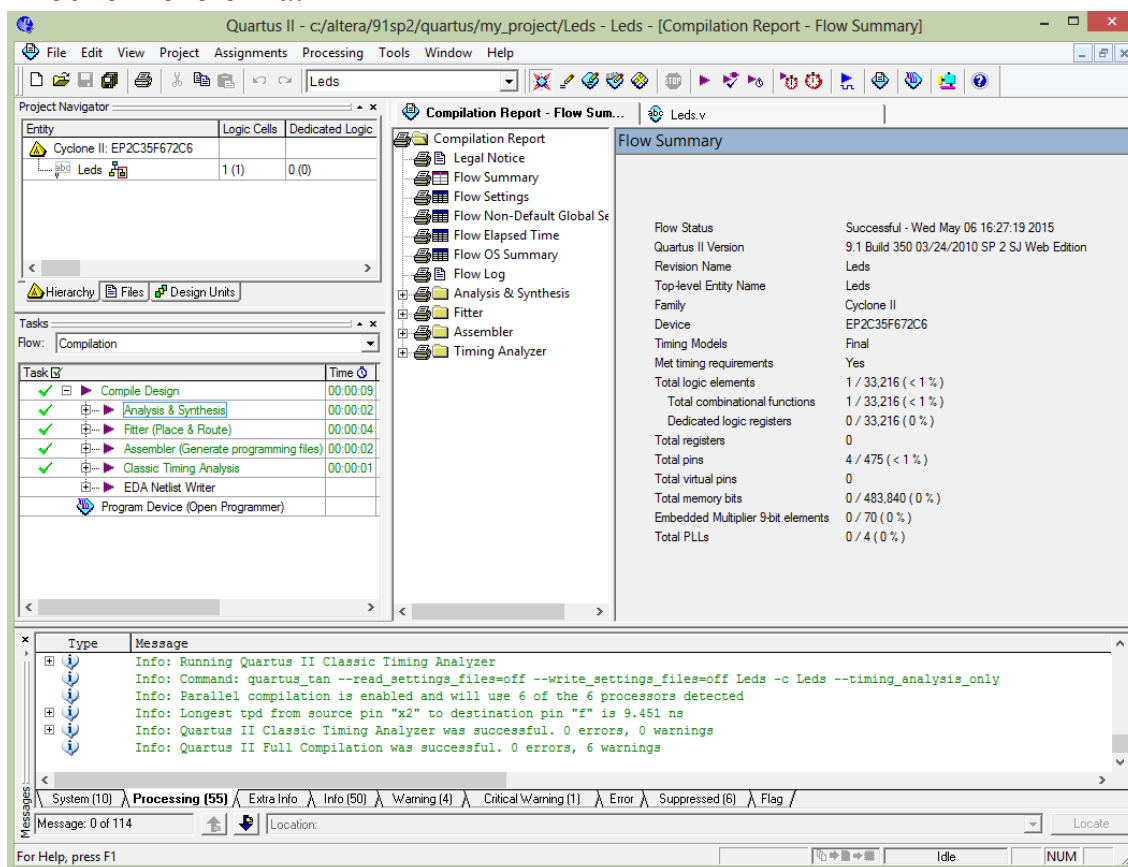 Quartus II - c:/altera/91sp2/quartus/my_project/Leds - Leds - [Compilation Report - Flow Summary]
File Edit View Project Assignments Processing Tools Window Help
Leds
Project Navigator
Entity Logic Cells Dedicated Logic
Cyclone II: EP2C35F672C6
abd Leds 1 (1) 0 (0)
Hierarchy Files Design Units
Tasks
Flow: Compilation
Task Time
Compile Design 00:00:09
Analysis & Synthesis 00:00:02
Fitter (Place & Route) 00:00:04
Assembler (Generate programming files) 00:00:02
Classic Timing Analysis 00:00:01
EDA Netlist Writer
Program Device (Open Programmer)
Compilation Report - Flow Sum... Leds.v
Compilation Report
Legal Notice
Flow Summary
Flow Settings
Flow Non-Default Global Se
Flow Elapsed Time
Flow OS Summary
Flow Log
Analysis & Synthesis
Fitter
Assembler
Timing Analyzer
Flow Summary
Flow Status Successful - Wed May 06 16:27:19 2015
Quartus II Version 9.1 Build 350 03/24/2010 SP 2 SJ Web Edition
Revision Name Leds
Top-level Entity Name Leds
Family Cyclone II
Device EP2C35F672C6
Timing Models Final
Met timing requirements Yes
Total logic elements 1 / 33,216 ( < 1 % )
Total combinational functions 1 / 33,216 ( < 1 % )
Dedicated logic registers 0 / 33,216 ( 0 % )
Total registers 0
Total pins 4 / 475 ( < 1 % )
Total virtual pins 0
Total memory bits 0 / 483,840 ( 0 % )
Embedded Multiplier 9-bit elements 0 / 70 ( 0 % )
Total PLLs 0 / 4 ( 0 % )
Type Message
Info: Running Quartus II Classic Timing Analyzer
Info: Command: quartus_tan --read_settings_files=off --write_settings_files=off Leds -c Leds --timing_analysis_only
Info: Parallel compilation is enabled and will use 6 of the 6 processors detected
Info: Longest tpd from source pin "x2" to destination pin "f" is 9.451 ns
Info: Quartus II Classic Timing Analyzer was successful. 0 errors, 0 warnings
Info: Quartus II Full Compilation was successful. 0 errors, 6 warnings
System (10) Processing (55) Extra Info Info (50) Warning (4) Critical Warning (1) Error Suppressed (6) Flag
Messages
Message: 0 of 114 Location: Locate
For Help, press F1 Idle NUM